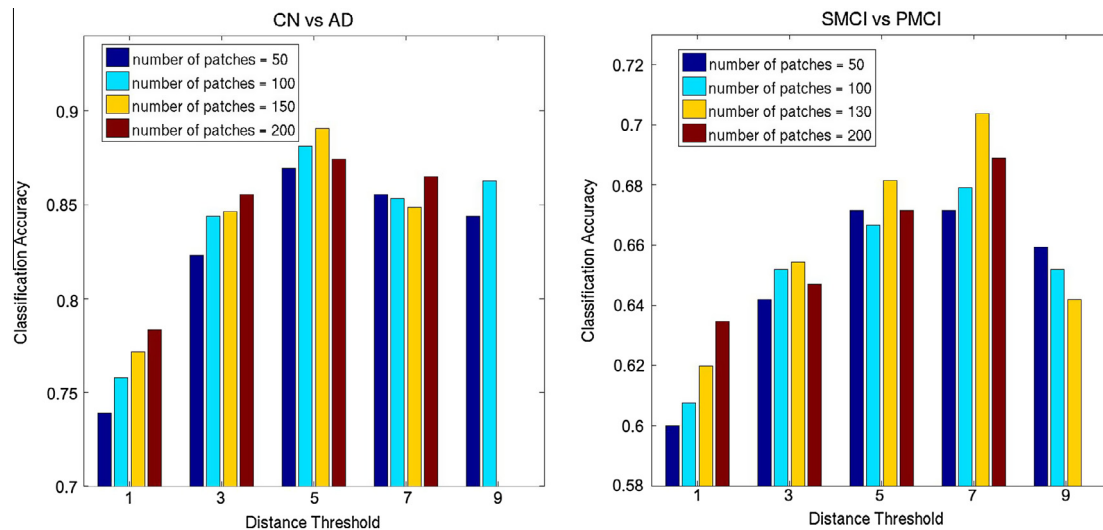 CN vs AD
number of patches = 50
number of patches = 100
number of patches = 150
number of patches = 200
0.9
0.85
0.8
0.75
0.7
Classification Accuracy
1 3 5 7 9
Distance Threshold
SMCI vs PMCI
number of patches = 50
number of patches = 100
number of patches = 130
number of patches = 200
0.72
0.7
0.68
0.66
0.64
0.62
0.6
0.58
Classification Accuracy
1 3 5 7 9
Distance Threshold